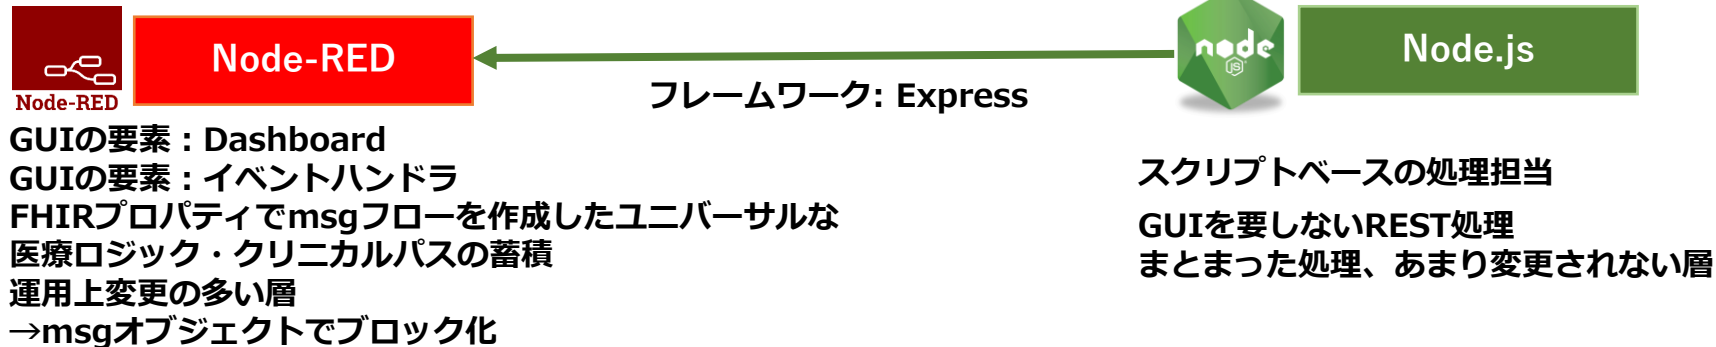 Node-RED
Node-RED
フレームワーク: Express
node
JS
Node.js
GUIの要素：Dashboard
GUIの要素：イベントハンドラ
FHIRプロパティでmsgフローを作成したユニバーサルな
医療ロジック・クリニカルパスの蓄積
運用上変更の多い層
→msgオブジェクトでブロック化
スクリプトベースの処理担当
GUIを要しないREST処理
まとまった処理、あまり変更されない層